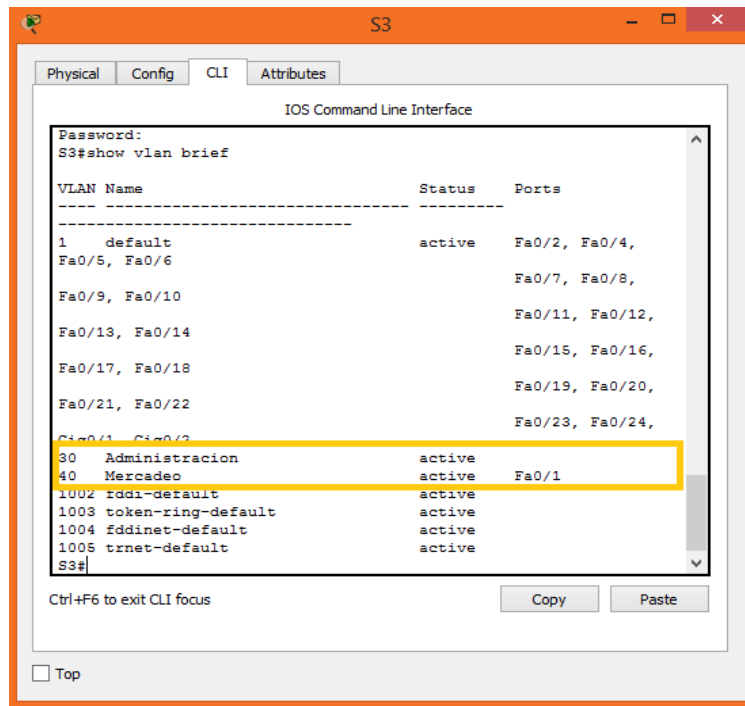 S3
Physical Config CLI Attributes
IOS Command Line Interface
Password:
S3#show vlan brief
VLAN Name Status Ports
---- -------------------------------- ---------
-------------------------------
1 default active Fa0/2, Fa0/4,
Fa0/5, Fa0/6
Fa0/7, Fa0/8,
Fa0/9, Fa0/10
Fa0/11, Fa0/12,
Fa0/13, Fa0/14
Fa0/15, Fa0/16,
Fa0/17, Fa0/18
Fa0/19, Fa0/20,
Fa0/21, Fa0/22
Fa0/23, Fa0/24,
Gig0/1, Gig0/2
30 Administracion active
40 Mercadeo active Fa0/1
1002 fddi-default active
1003 token-ring-default active
1004 fddinet-default active
1005 trnet-default active
S3#
Ctrl+F6 to exit CLI focus
Copy Paste
Top